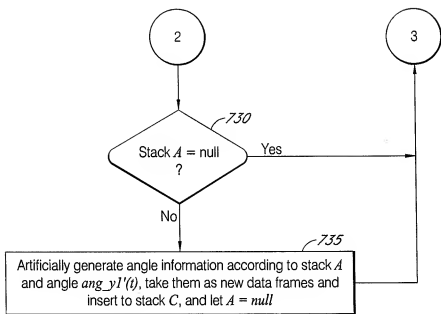 2
3
730
Stack A = null
?
Yes
No
735
Artificially generate angle information according to stack A
and angle ang_y1'(t), take them as new data frames and
insert to stack C, and let A = null